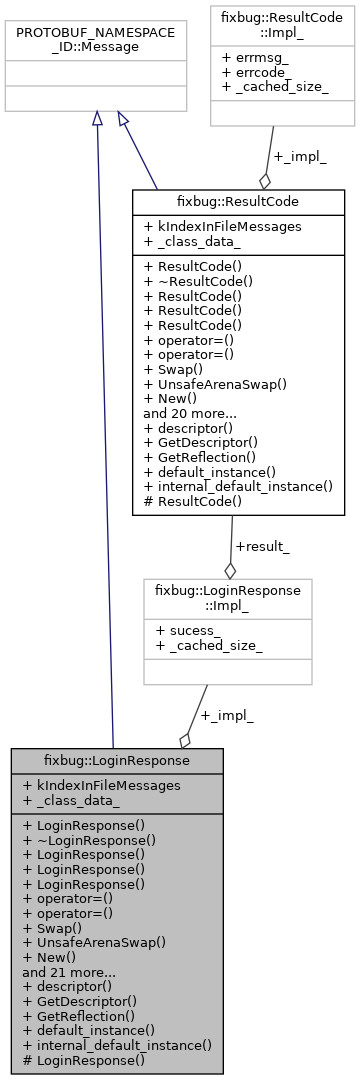 PROTOBUF_NAMESPACE
_ID::Message
fixbug::ResultCode
::Impl_
+ errmsg_
+ errcode_
+ _cached_size_
+_impl_
fixbug::ResultCode
+ kIndexInFileMessages
+ _class_data_
+ ResultCode()
+ ~ResultCode()
+ ResultCode()
+ ResultCode()
+ ResultCode()
+ operator=()
+ operator=()
+ Swap()
+ UnsafeArenaSwap()
+ New()
and 20 more...
+ descriptor()
+ GetDescriptor()
+ GetReflection()
+ default_instance()
+ internal_default_instance()
# ResultCode()
+result_
fixbug::LoginResponse
::Impl_
+ sucess_
+ _cached_size_
+_impl_
fixbug::LoginResponse
+ kIndexInFileMessages
+ _class_data_
+ LoginResponse()
+ ~LoginResponse()
+ LoginResponse()
+ LoginResponse()
+ LoginResponse()
+ operator=()
+ operator=()
+ Swap()
+ UnsafeArenaSwap()
+ New()
and 21 more...
+ descriptor()
+ GetDescriptor()
+ GetReflection()
+ default_instance()
+ internal_default_instance()
# LoginResponse()